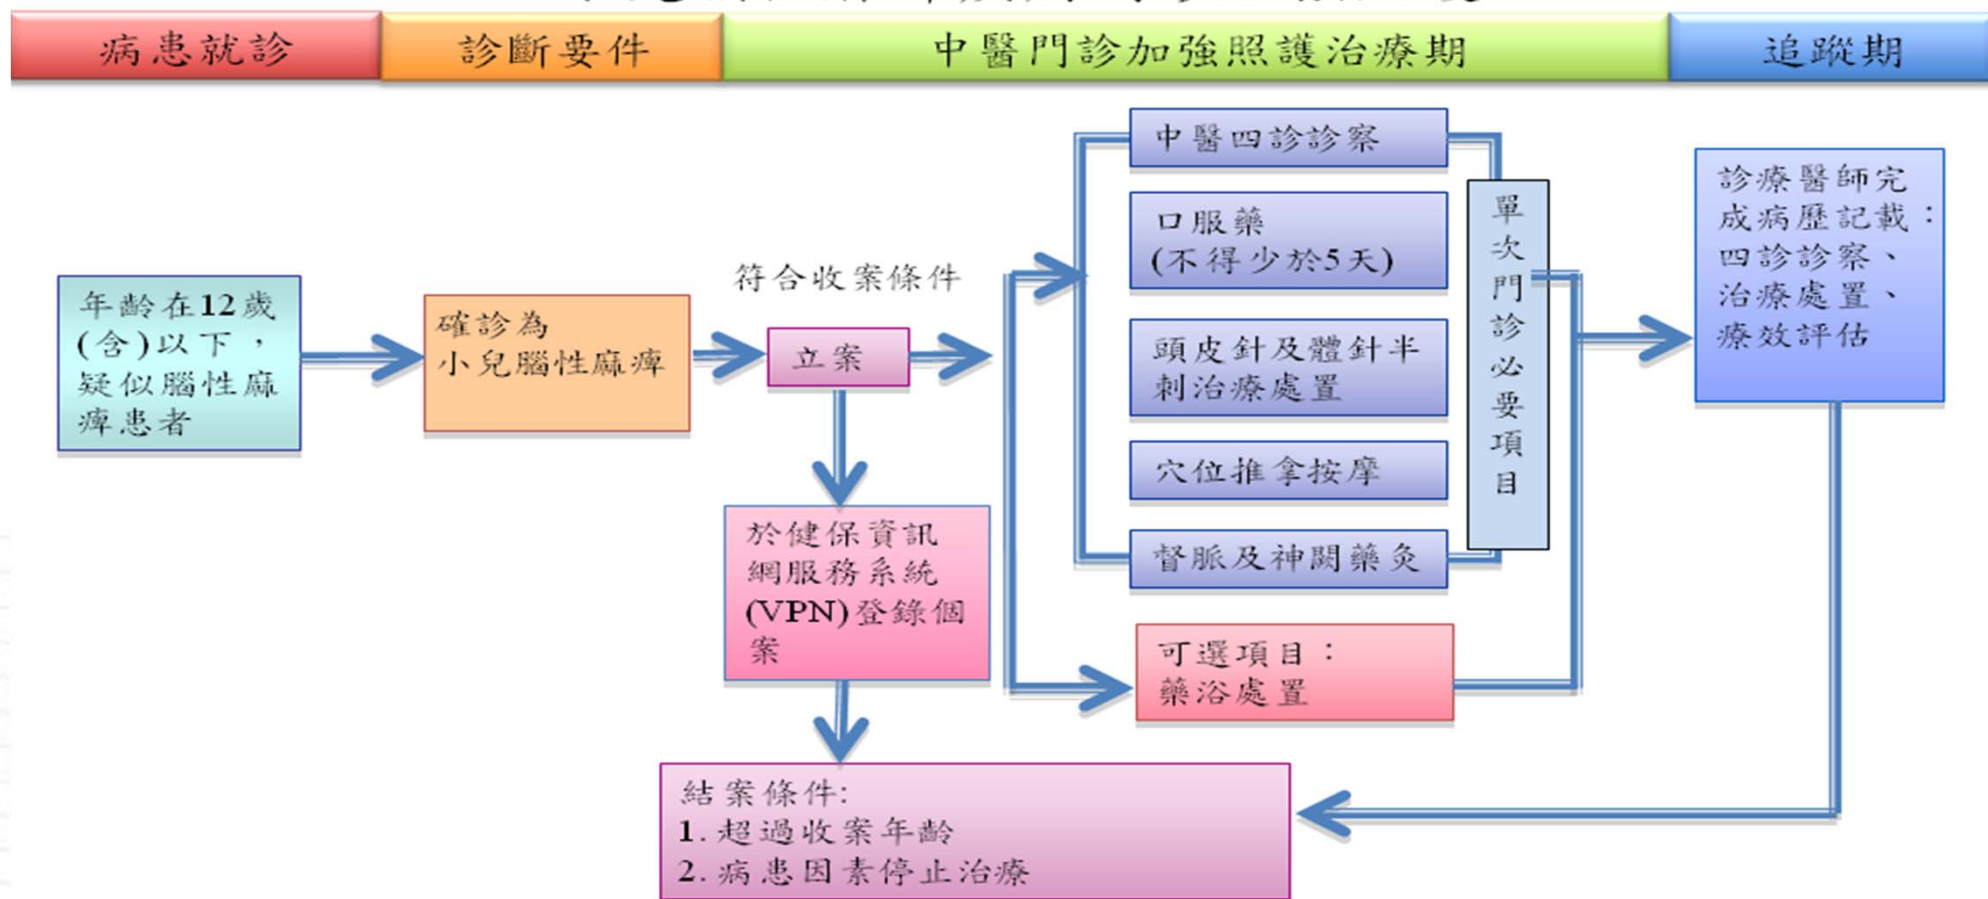 病患就診
診斷要件
中醫門診加強照護治療期
追蹤期
年齡在12歲
(含)以下，
疑似腦性麻
痺患者
確診為
小兒腦性麻痺
符合收案條件
立案
於健保資訊
網服務系統
(VPN)登錄個
案
中醫四診診察
口服藥
(不得少於5天)
頭皮針及體針半
刺治療處置
穴位推拿按摩
督脈及神闕藥灸
單次門診必要項目
可選項目：
藥浴處置
診療醫師完
成病歷記載：
四診診察、
治療處置、
療效評估
結案條件:
1. 超過收案年齡
2. 病患因素停止治療